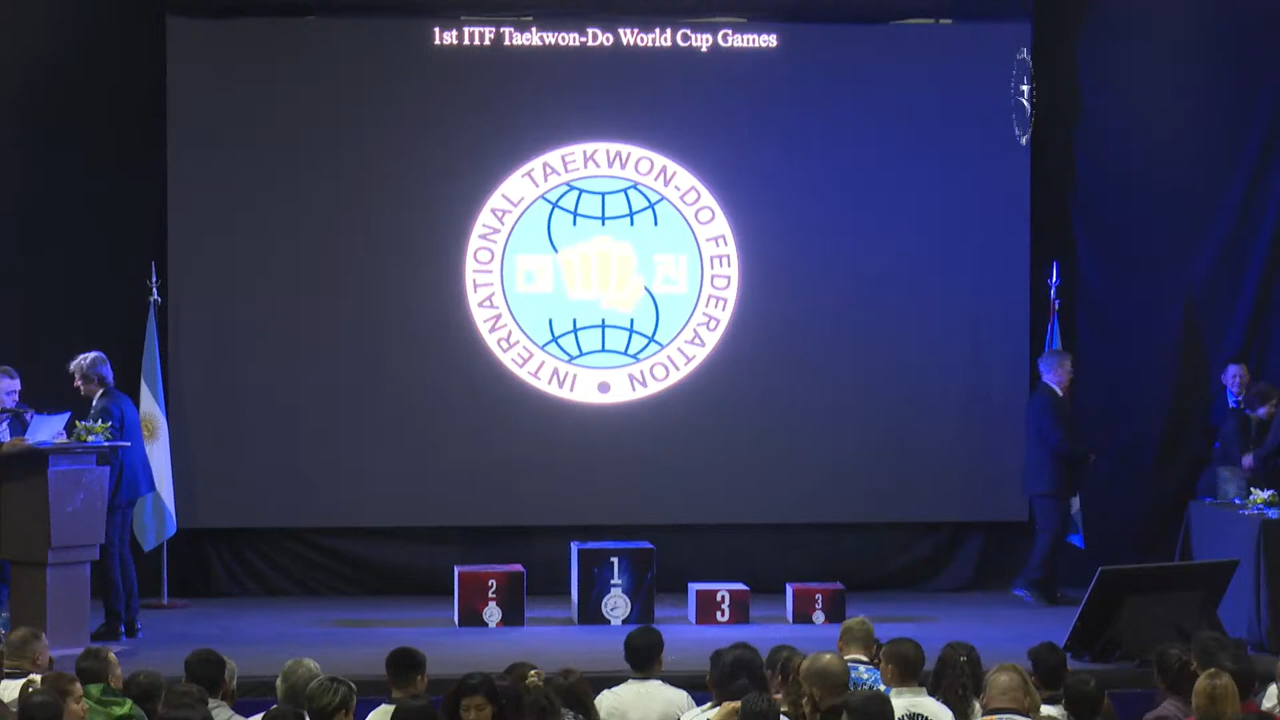 1st ITF Taekwon-Do World Cup Games
INTERNATIONAL TAEKWON-DO FEDERATION
2
1
3
3